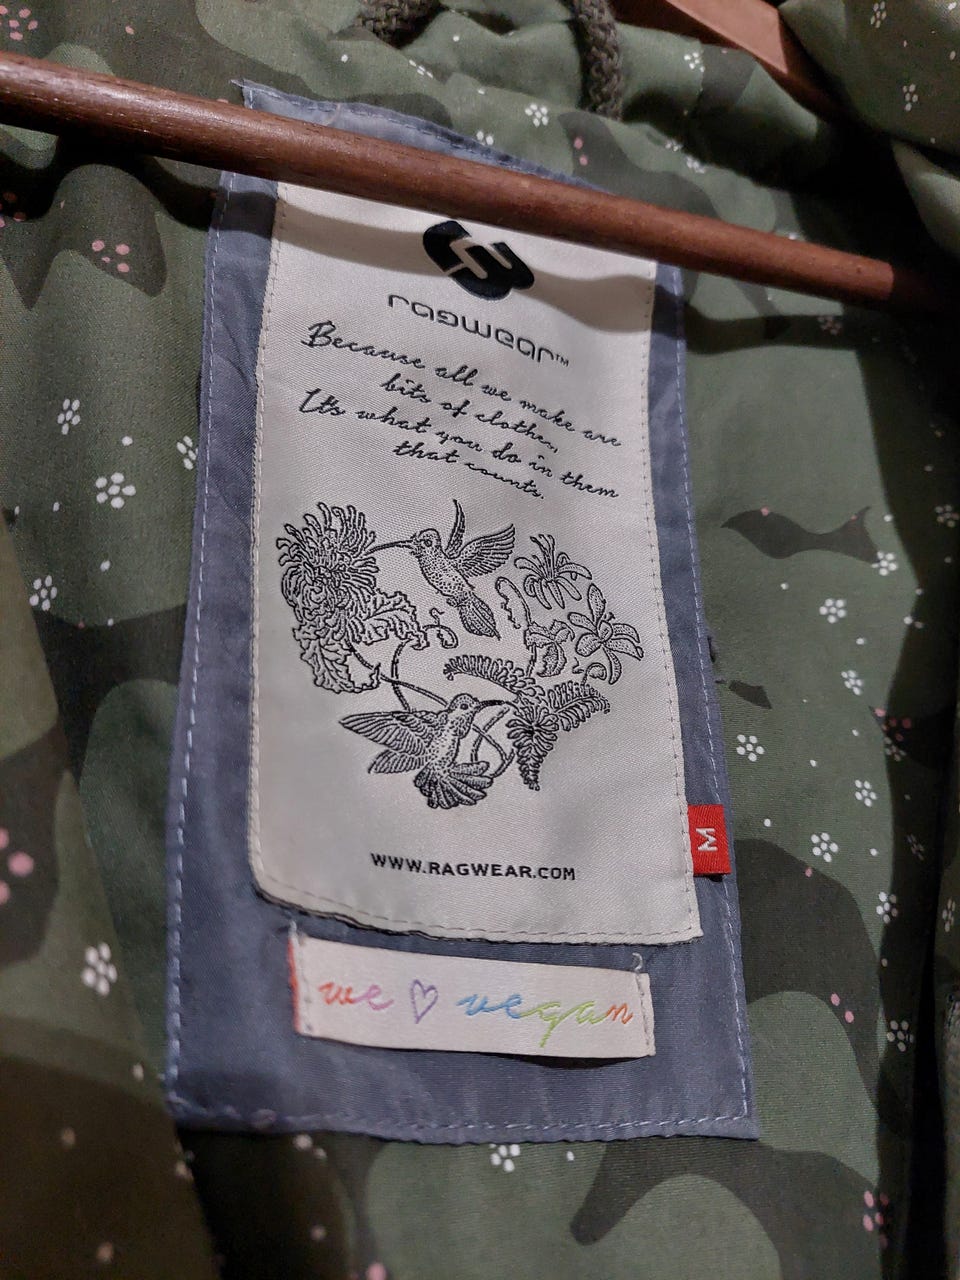 ragwear™
Because all we make are
bits of clothes,
It's what you do in them
that counts.
WWW.RAGWEAR.COM
M
we ♡ vegan